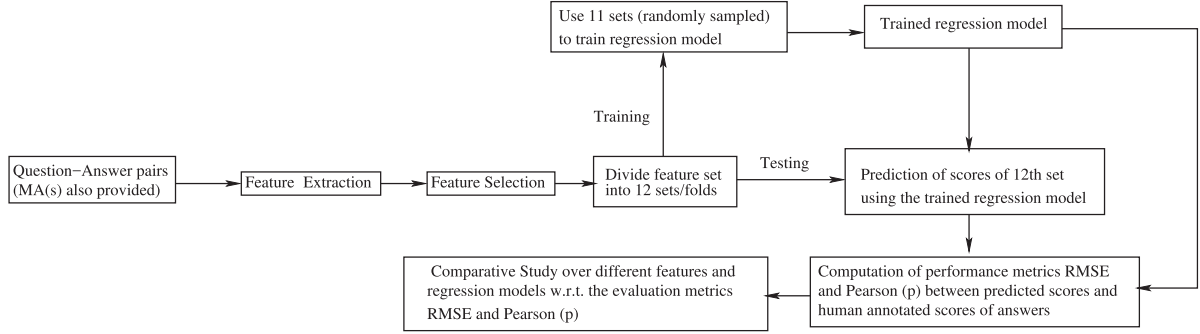 Use 11 sets (randomly sampled)
to train regression model
Trained regression model
Training
Question−Answer pairs
(MA(s) also provided)
Feature Extraction
Feature Selection
Divide feature set
into 12 sets/folds
Testing
Prediction of scores of 12th set
using the trained regression model
Comparative Study over different features and
regression models w.r.t. the evaluation metrics
RMSE and Pearson (p)
Computation of performance metrics RMSE
and Pearson (p) between predicted scores and
human annotated scores of answers